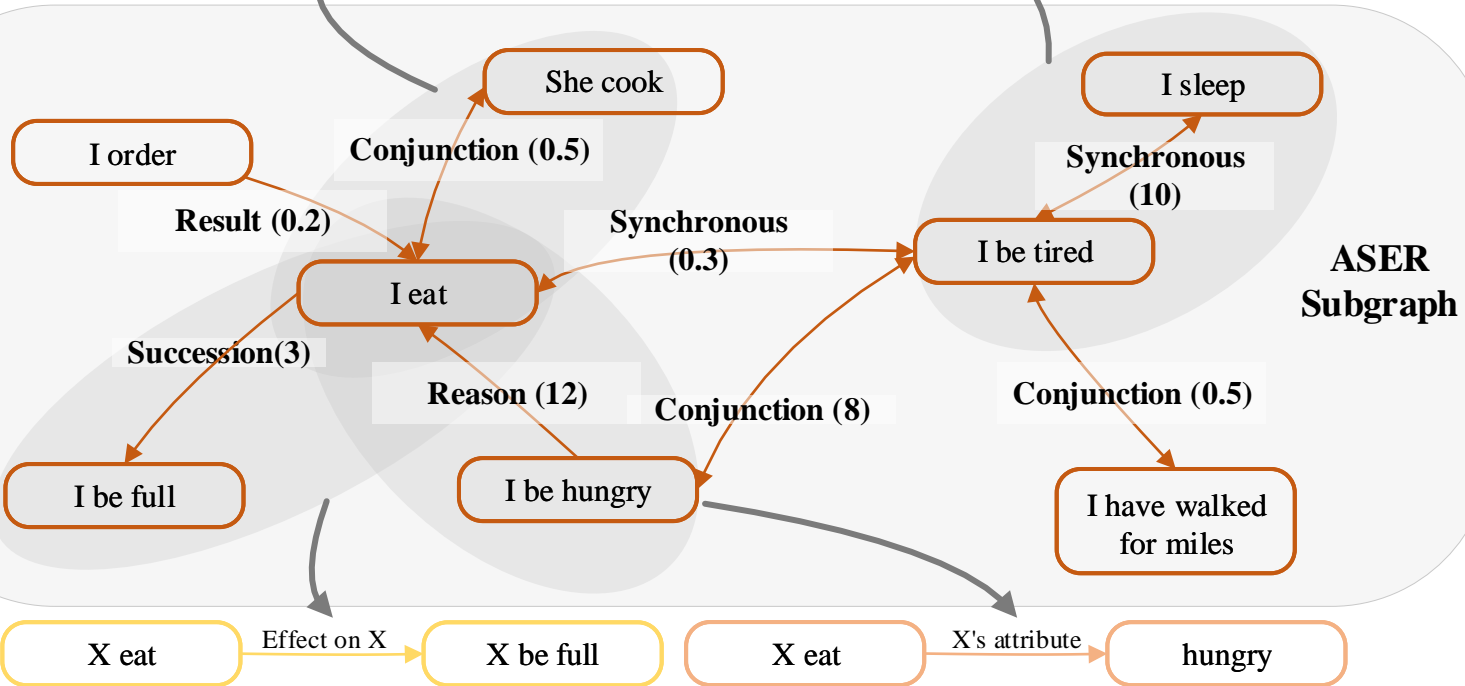 She cook
I sleep
I order
Conjunction (0.5)
Synchronous
(10)
Result (0.2)
Synchronous
(0.3)
I be tired
ASER
Subgraph
I eat
Succession(3)
Reason (12)
Conjunction (8)
Conjunction (0.5)
I be full
I be hungry
I have walked
for miles
X eat
Effect on X
X be full
X eat
X's attribute
hungry